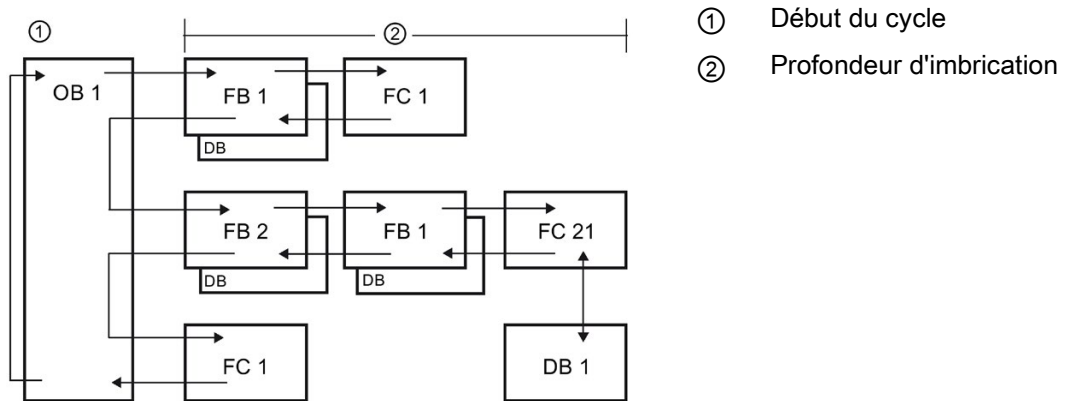 ① Début du cycle
② Profondeur d'imbrication
①
②
OB 1
FB 1
FC 1
DB
FB 2
FB 1
FC 21
DB
DB
FC 1
DB 1